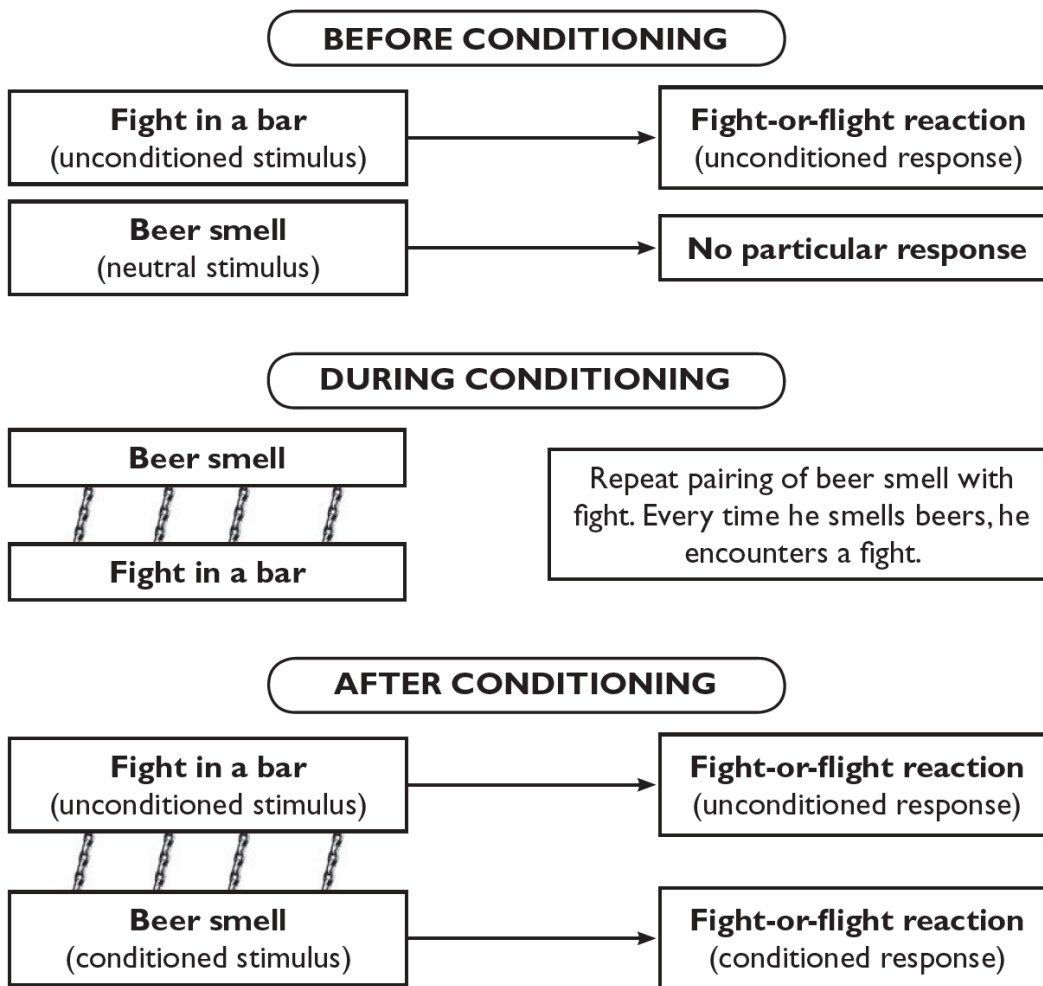 BEFORE CONDITIONING
Fight in a bar
(unconditioned stimulus)
Fight-or-flight reaction
(unconditioned response)
Beer smell
(neutral stimulus)
No particular response
DURING CONDITIONING
Beer smell
Fight in a bar
Repeat pairing of beer smell with
fight. Every time he smells beers, he
encounters a fight.
AFTER CONDITIONING
Fight in a bar
(unconditioned stimulus)
Fight-or-flight reaction
(unconditioned response)
Beer smell
(conditioned stimulus)
Fight-or-flight reaction
(conditioned response)